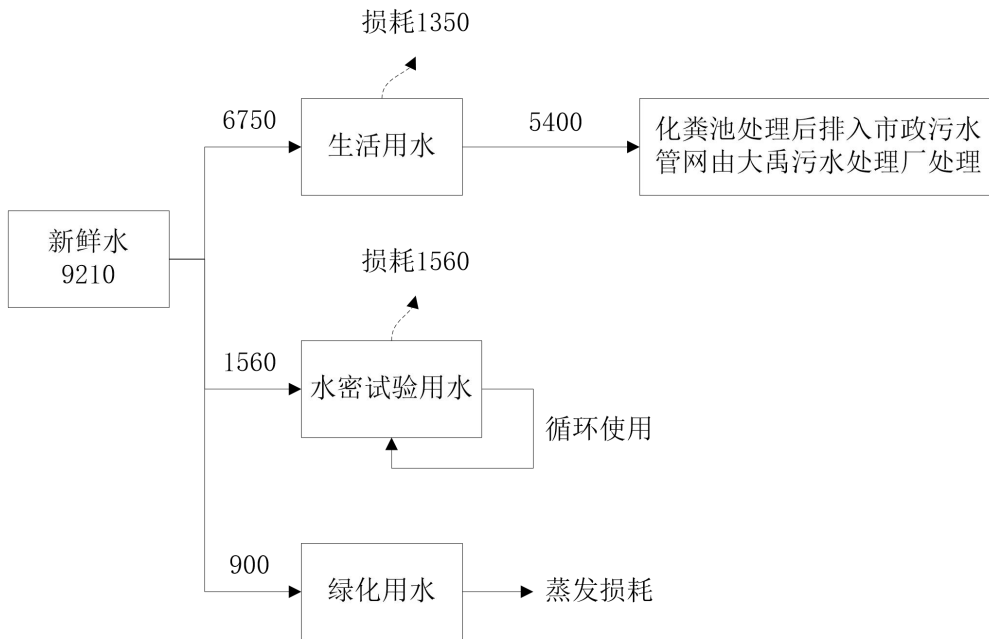 损耗1350
6750
生活用水
5400
化粪池处理后排入市政污水
管网由大禹污水处理厂处理
新鲜水
9210
损耗1560
1560
水密试验用水
循环使用
900
绿化用水
蒸发损耗